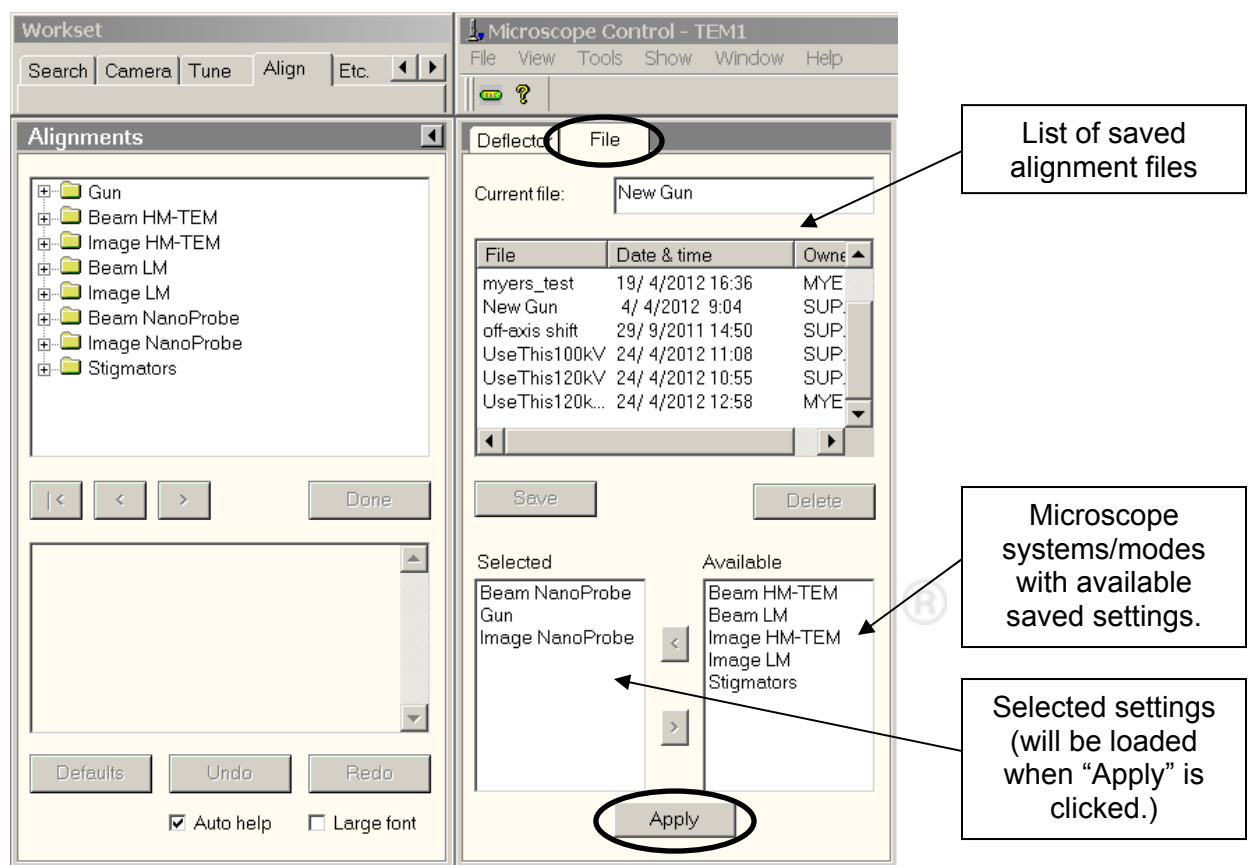 Workset
Search Camera Tune Align Etc.
Alignments
Gun
Beam HM-TEM
Image HM-TEM
Beam LM
Image LM
Beam NanoProbe
Image NanoProbe
Stigmators
|< < > Done
Defaults Undo Redo
Auto help Large font
Microscope Control - TEM1
File View Tools Show Window Help
Deflector File
Current file: New Gun
File Date & time Owne
myers_test 19/ 4/2012 16:36 MYE
New Gun 4/ 4/2012 9:04 SUP.
off-axis shift 29/ 9/2011 14:50 SUP.
UseThis100kV 24/ 4/2012 11:08 SUP.
UseThis120kV 24/ 4/2012 10:55 SUP.
UseThis120k... 24/ 4/2012 12:58 MYE
Save Delete
Selected
Beam NanoProbe
Gun
Image NanoProbe
<
>
Available
Beam HM-TEM
Beam LM
Image HM-TEM
Image LM
Stigmators
Apply
List of saved
alignment files
Microscope
systems/modes
with available
saved settings.
®
Selected settings
(will be loaded
when “Apply” is
clicked.)